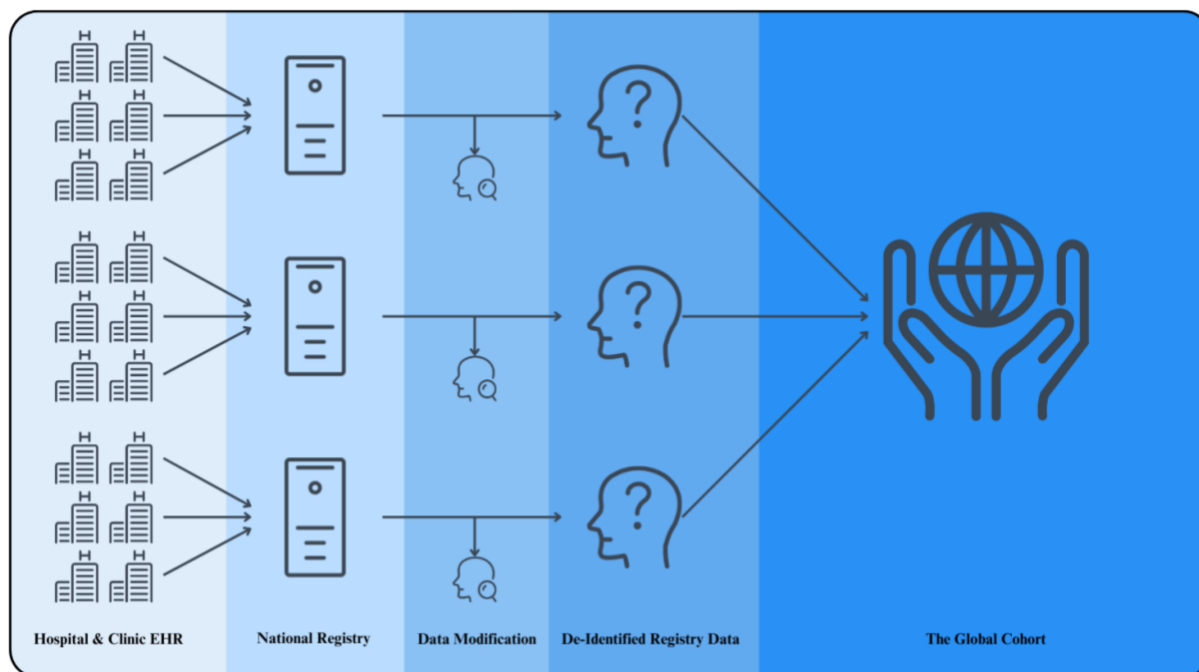 Hospital & Clinic EHR
National Registry
Data Modification
De-Identified Registry Data
The Global Cohort